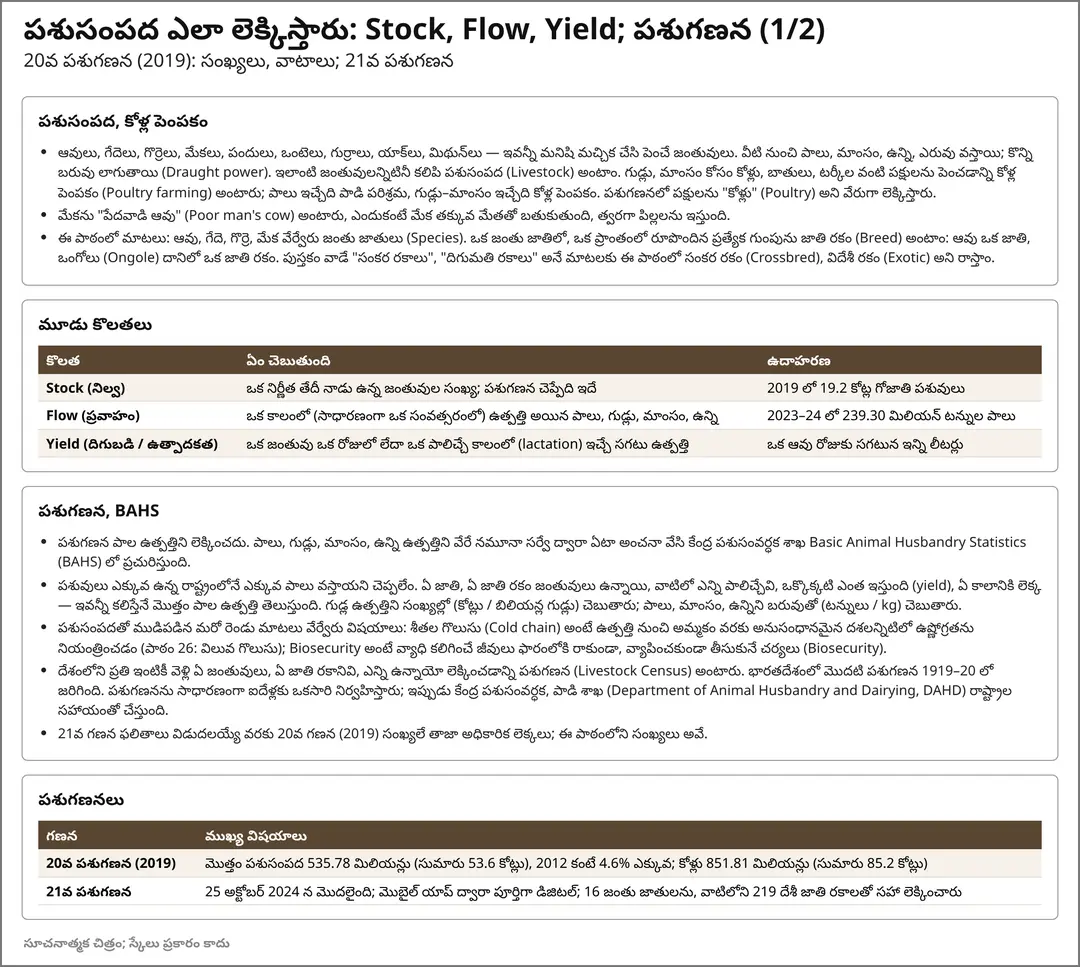 పశుసంపద ఎలా లెక్కిస్తారు: Stock, Flow, Yield; పశుగణన (1/2)
20వ పశుగణన (2019): సంఖ్యలు, వాటాలు; 21వ పశుగణన
పశుసంపద, కోళ్ల పెంపకం
• ఆవులు, గేదెలు, గొర్రెలు, మేకలు, పందులు, ఒంటెలు, గుర్రాలు, యాక్‌లు, మిథున్‌లు — ఇవన్నీ మనిషి మచ్చిక చేసి పెంచే జంతువులు. వీటి నుంచి పాలు, మాంసం, ఉన్ని, ఎరువు వస్తాయి; కొన్ని
బరువు లాగుతాయి (Draught power). ఇలాంటి జంతువులన్నిటినీ కలిపి పశుసంపద (Livestock) అంటాం. గుడ్లు, మాంసం కోసం కోళ్లు, బాతులు, టర్కీల వంటి పక్షులను పెంచడాన్ని కోళ్ల
పెంపకం (Poultry farming) అంటారు; పాలు ఇచ్చేది పాడి పరిశ్రమ, గుడ్లు–మాంసం ఇచ్చేది కోళ్ల పెంపకం. పశుగణనలో పక్షులను "కోళ్లు" (Poultry) అని వేరుగా లెక్కిస్తారు.
• మేకను "పేదవాడి ఆవు" (Poor man's cow) అంటారు, ఎందుకంటే మేక తక్కువ మేతతో బతుకుతుంది, త్వరగా పిల్లలను ఇస్తుంది.
• ఈ పాఠంలో మాటలు: ఆవు, గేదె, గొర్రె, మేక వేర్వేరు జంతు జాతులు (Species). ఒక జంతు జాతిలో, ఒక ప్రాంతంలో రూపొందిన ప్రత్యేక గుంపును జాతి రకం (Breed) అంటాం: ఆవు ఒక జాతి,
ఒంగోలు (Ongole) దానిలో ఒక జాతి రకం. పుస్తకం వాడే "సంకర రకాలు", "దిగుమతి రకాలు" అనే మాటలకు ఈ పాఠంలో సంకర రకం (Crossbred), విదేశీ రకం (Exotic) అని రాస్తాం.
మూడు కొలతలు
కొలత ఏం చెబుతుంది ఉదాహరణ
Stock (నిల్వ) ఒక నిర్ణీత తేదీ నాడు ఉన్న జంతువుల సంఖ్య; పశుగణన చెప్పేది ఇదే 2019 లో 19.2 కోట్ల గోజాతి పశువులు
Flow (ప్రవాహం) ఒక కాలంలో (సాధారణంగా ఒక సంవత్సరంలో) ఉత్పత్తి అయిన పాలు, గుడ్లు, మాంసం, ఉన్ని 2023–24 లో 239.30 మిలియన్ టన్నుల పాలు
Yield (దిగుబడి / ఉత్పాదకత) ఒక జంతువు ఒక రోజులో లేదా ఒక పాలిచ్చే కాలంలో (lactation) ఇచ్చే సగటు ఉత్పత్తి ఒక ఆవు రోజుకు సగటున ఇన్ని లీటర్లు
పశుగణన, BAHS
• పశుగణన పాల ఉత్పత్తిని లెక్కించదు. పాలు, గుడ్లు, మాంసం, ఉన్ని ఉత్పత్తిని వేరే నమూనా సర్వే ద్వారా ఏటా అంచనా వేసి కేంద్ర పశుసంవర్ధక శాఖ Basic Animal Husbandry Statistics
(BAHS) లో ప్రచురిస్తుంది.
• పశువులు ఎక్కువ ఉన్న రాష్ట్రంలోనే ఎక్కువ పాలు వస్తాయని చెప్పలేం. ఏ జాతి, ఏ జాతి రకం జంతువులు ఉన్నాయి, వాటిలో ఎన్ని పాలిచ్చేవి, ఒక్కొక్కటి ఎంత ఇస్తుంది (yield), ఏ కాలానికి లెక్క
— ఇవన్నీ కలిస్తేనే మొత్తం పాల ఉత్పత్తి తెలుస్తుంది. గుడ్ల ఉత్పత్తిని సంఖ్యల్లో (కోట్లు / బిలియన్ల గుడ్లు) చెబుతారు; పాలు, మాంసం, ఉన్నిని బరువుతో (టన్నులు / kg) చెబుతారు.
• పశుసంపదతో ముడిపడిన మరో రెండు మాటలు వేర్వేరు విషయాలు: శీతల గొలుసు (Cold chain) అంటే ఉత్పత్తి నుంచి అమ్మకం వరకు అనుసంధానమైన దశలన్నిటిలో ఉష్ణోగ్రతను
నియంత్రించడం (పాఠం 26: విలువ గొలుసు); Biosecurity అంటే వ్యాధి కలిగించే జీవులు ఫారంలోకి రాకుండా, వ్యాపించకుండా తీసుకునే చర్యలు (Biosecurity).
• దేశంలోని ప్రతి ఇంటికీ వెళ్లి ఏ జంతువులు, ఏ జాతి రకానివి, ఎన్ని ఉన్నాయో లెక్కించడాన్ని పశుగణన (Livestock Census) అంటారు. భారతదేశంలో మొదటి పశుగణన 1919–20 లో
జరిగింది. పశుగణనను సాధారణంగా ఐదేళ్లకు ఒకసారి నిర్వహిస్తారు; ఇప్పుడు కేంద్ర పశుసంవర్ధక, పాడి శాఖ (Department of Animal Husbandry and Dairying, DAHD) రాష్ట్రాల
సహాయంతో చేస్తుంది.
• 21వ గణన ఫలితాలు విడుదలయ్యే వరకు 20వ గణన (2019) సంఖ్యలే తాజా అధికారిక లెక్కలు; ఈ పాఠంలోని సంఖ్యలు అవే.
పశుగణనలు
గణన ముఖ్య విషయాలు
20వ పశుగణన (2019) మొత్తం పశుసంపద 535.78 మిలియన్లు (సుమారు 53.6 కోట్లు), 2012 కంటే 4.6% ఎక్కువ; కోళ్లు 851.81 మిలియన్లు (సుమారు 85.2 కోట్లు)
21వ పశుగణన 25 అక్టోబర్ 2024 న మొదలైంది; మొబైల్ యాప్ ద్వారా పూర్తిగా డిజిటల్; 16 జంతు జాతులను, వాటిలోని 219 దేశీ జాతి రకాలతో సహా లెక్కించారు
సూచనాత్మక చిత్రం; స్కేలు ప్రకారం కాదు